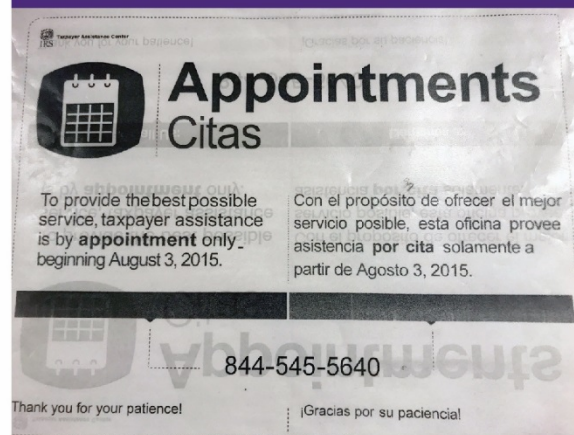 Taxpayer Assistance Center
IRS
Appointments
Citas
To provide the best possible
service, taxpayer assistance
is by appointment only
beginning August 3, 2015.
Con el propósito de ofrecer el mejor
servicio posible, esta oficina provee
asistencia por cita solamente a
partir de Agosto 3, 2015.
844-545-5640
Thank you for your patience!
¡Gracias por su paciencia!